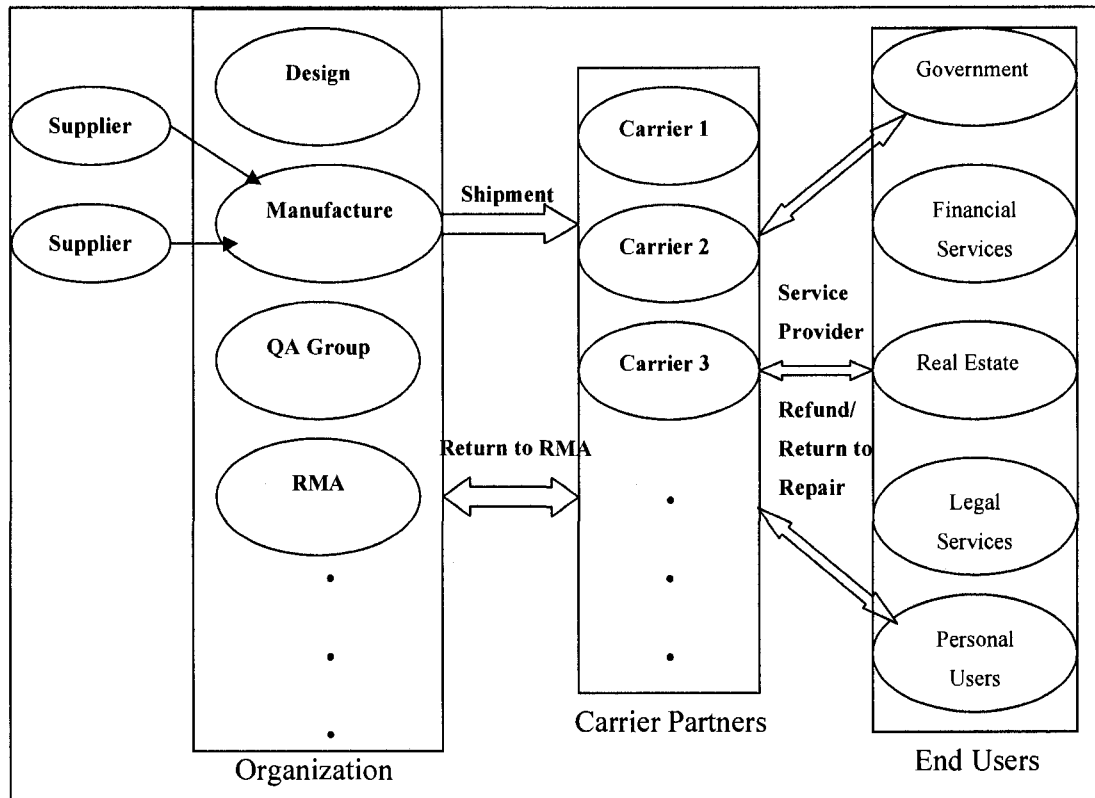 Supplier
Supplier
Design
Manufacture
QA Group
RMA
Organization
Shipment
Return to RMA
Carrier 1
Carrier 2
Carrier 3
Carrier Partners
Service
Provider
Refund/
Return to
Repair
Government
Financial
Services
Real Estate
Legal
Services
Personal
Users
End Users